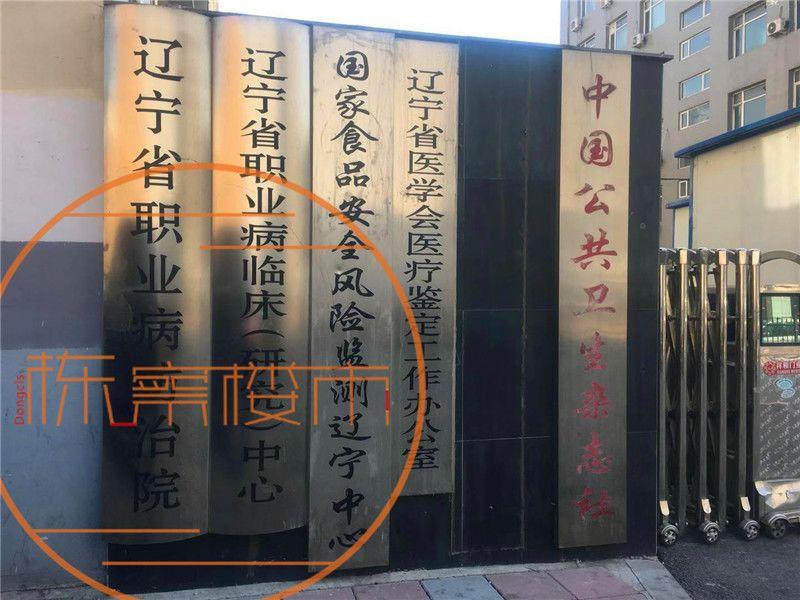 辽宁省职业病防治院
辽宁省职业病临床(研究)中心
国家食品安全风险监测辽宁中心
辽宁省医学会医疗鉴定工作办公室
中国公共卫生杂志社
Dongcls
栋察楼市